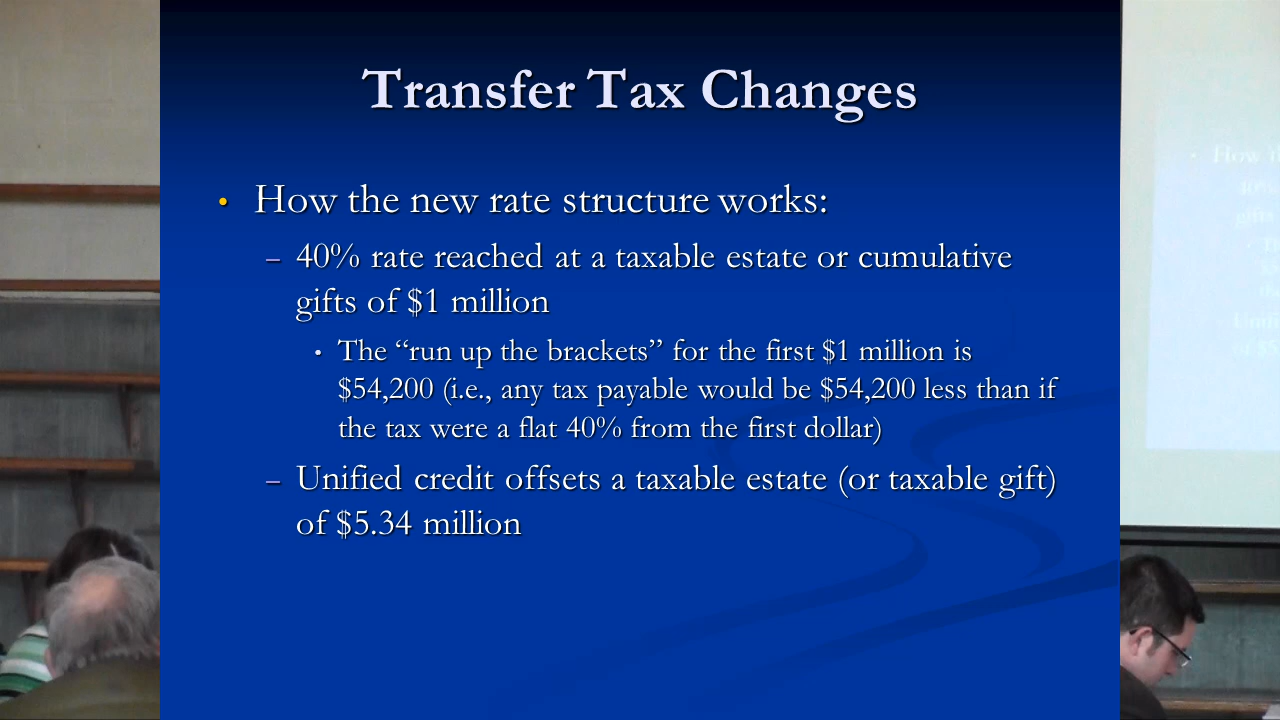 Transfer Tax Changes
• How the new rate structure works:
– 40% rate reached at a taxable estate or cumulative
gifts of $1 million
• The “run up the brackets” for the first $1 million is
$54,200 (i.e., any tax payable would be $54,200 less than if
the tax were a flat 40% from the first dollar)
– Unified credit offsets a taxable estate (or taxable gift)
of $5.34 million